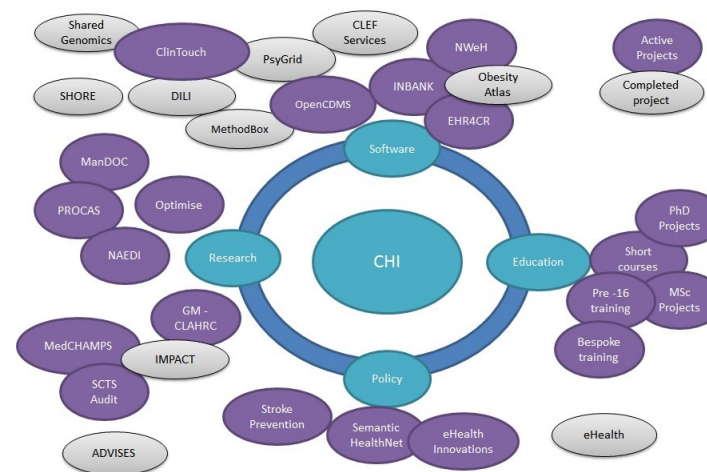 Shared
Genomics
ClinTouch
PsyGrid
CLEF
Services
NWeH
Active
Projects
SHORE
DILI
MethodBox
OpenCDMS
INBANK
Obesity
Atlas
EHR4CR
Completed
project
Software
ManDOC
PROCAS
Optimise
NAEDI
Research
CHI
Education
PhD
Projects
Short
courses
Pre -16
training
MSc
Projects
Bespoke
training
GM -
CLAHRC
MedCHAMPS
IMPACT
SCTS
Audit
ADVISES
Policy
Stroke
Prevention
Semantic
HealthNet
eHealth
Innovations
eHealth